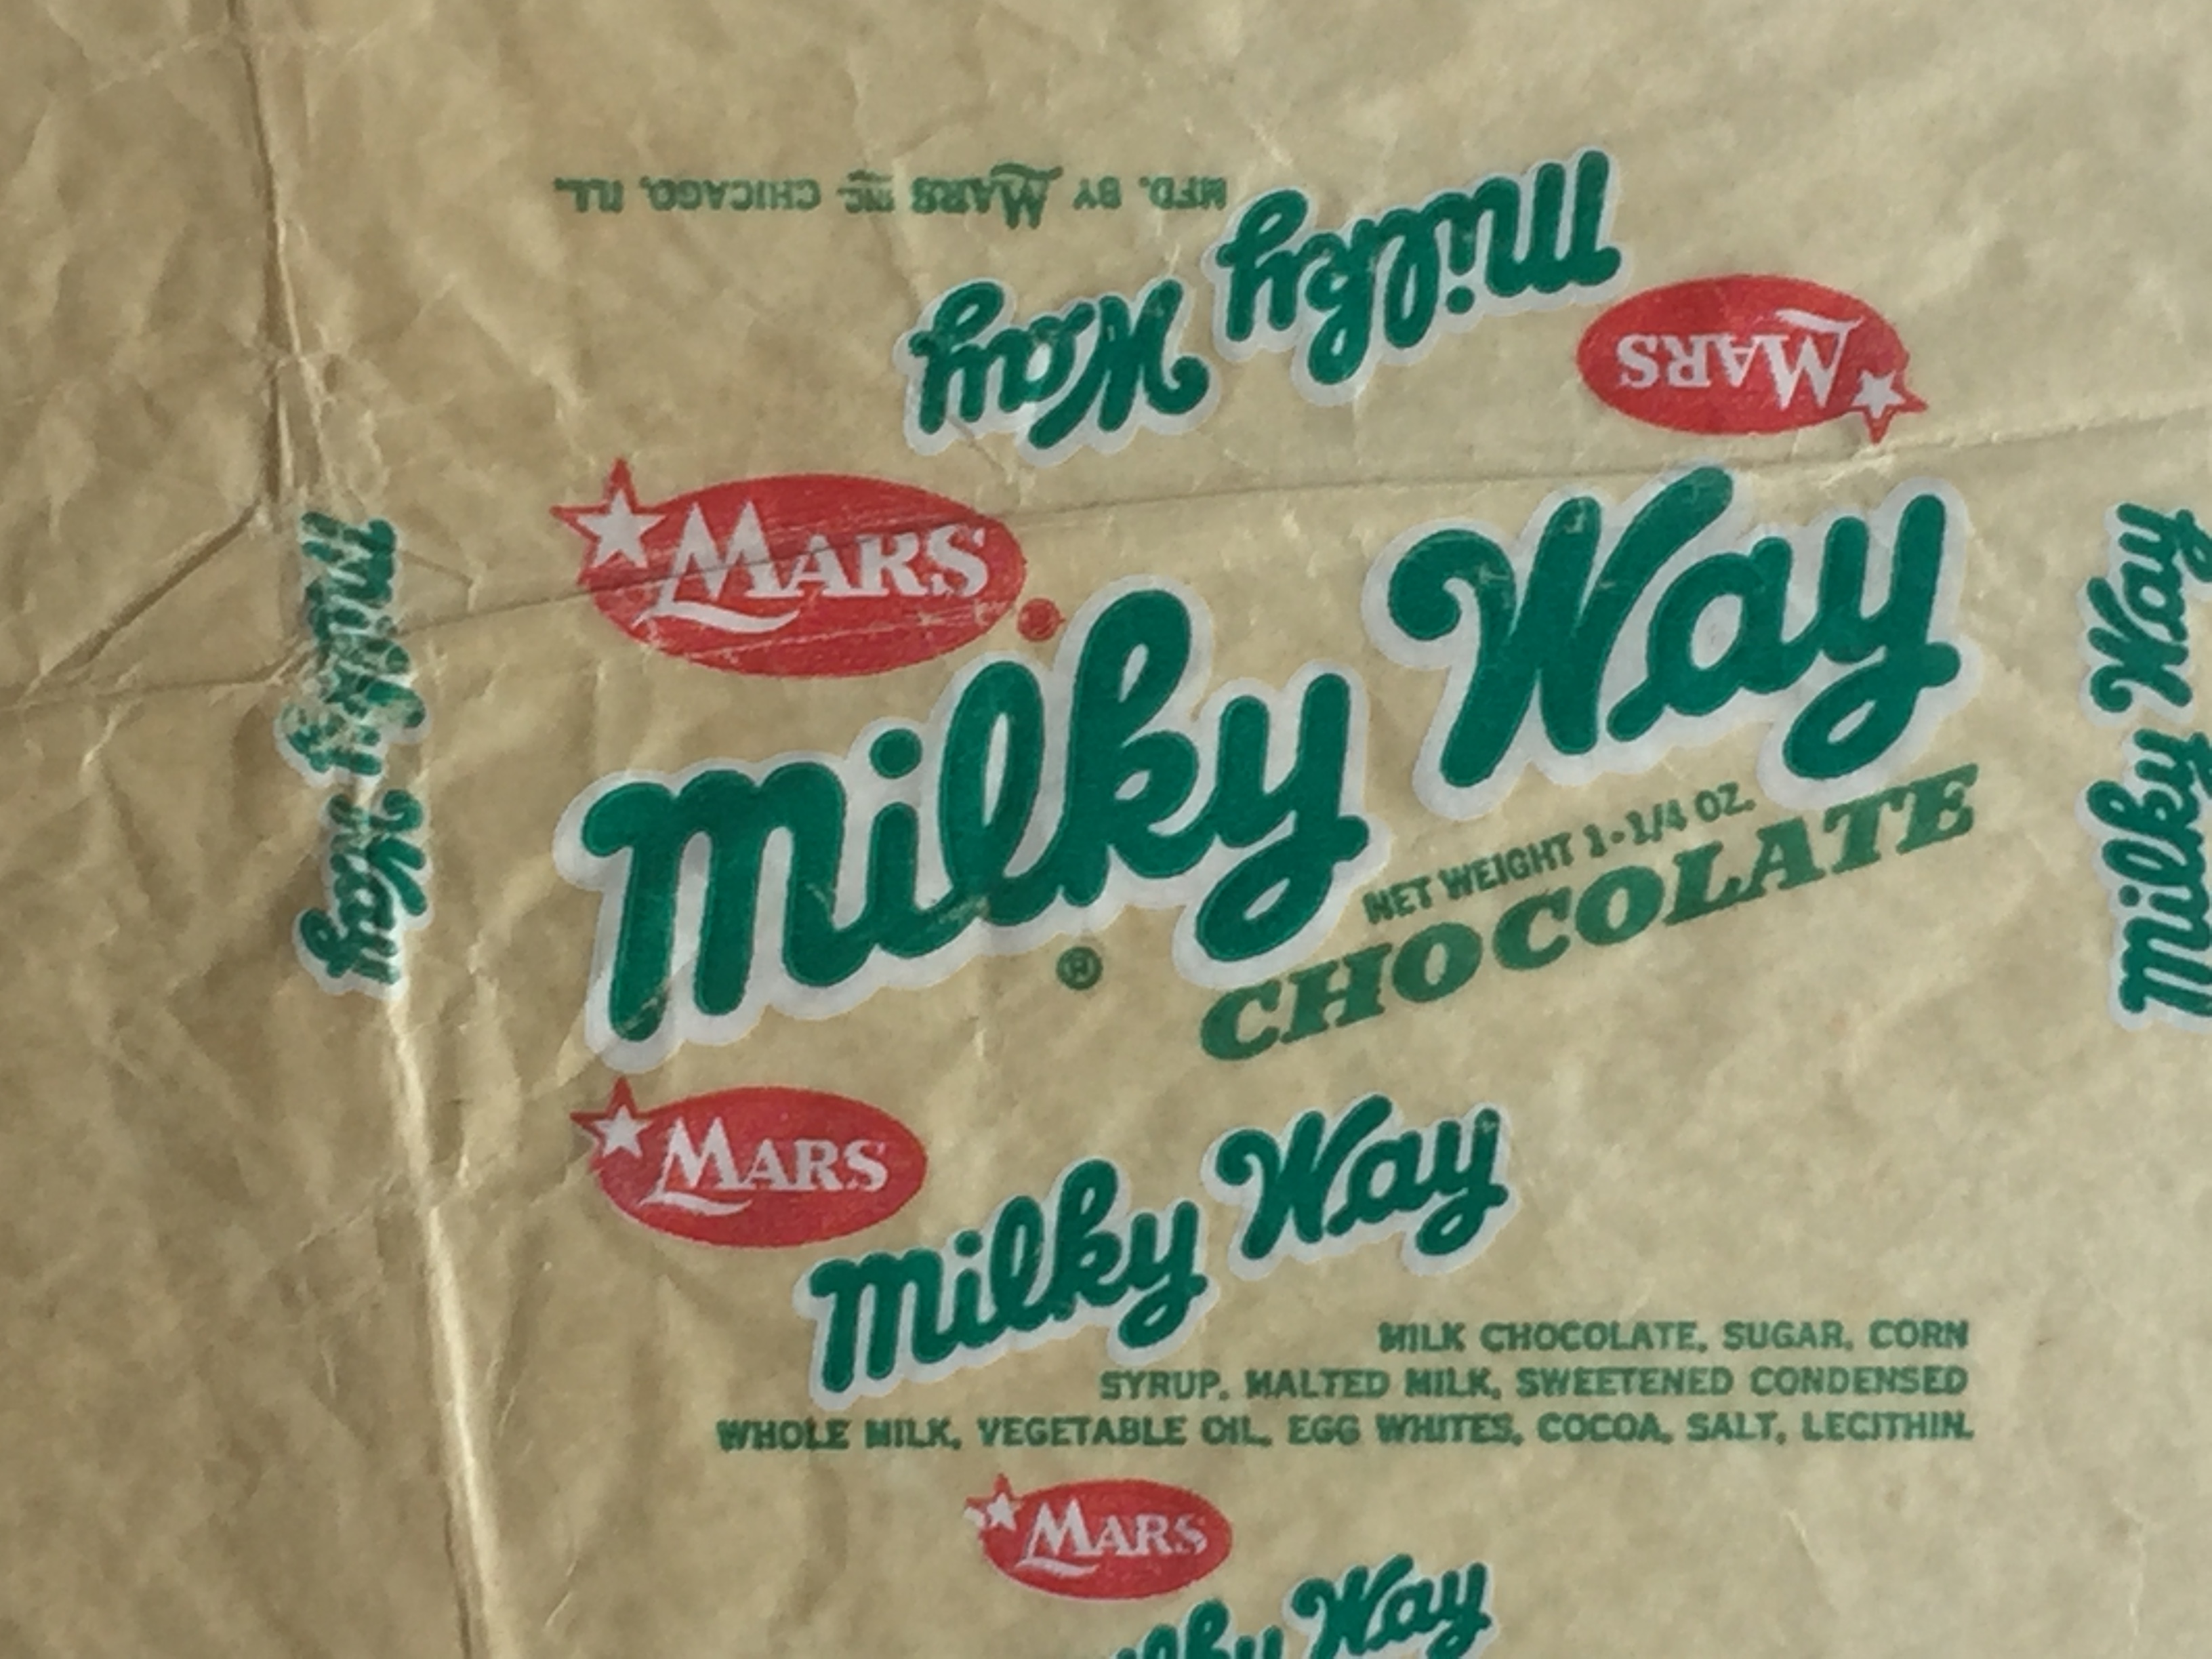 MFD. BY MARS INC CHICAGO, ILL.
Milky Way
MARS
MARS
Milky Way
®
NET WEIGHT 1-1/4 OZ.
CHOCOLATE
Milky Way
Milky Way
MARS
Milky Way
MILK CHOCOLATE, SUGAR, CORN
SYRUP, MALTED MILK, SWEETENED CONDENSED
WHOLE MILK, VEGETABLE OIL, EGG WHITES, COCOA, SALT, LECITHIN.
MARS
Milky Way